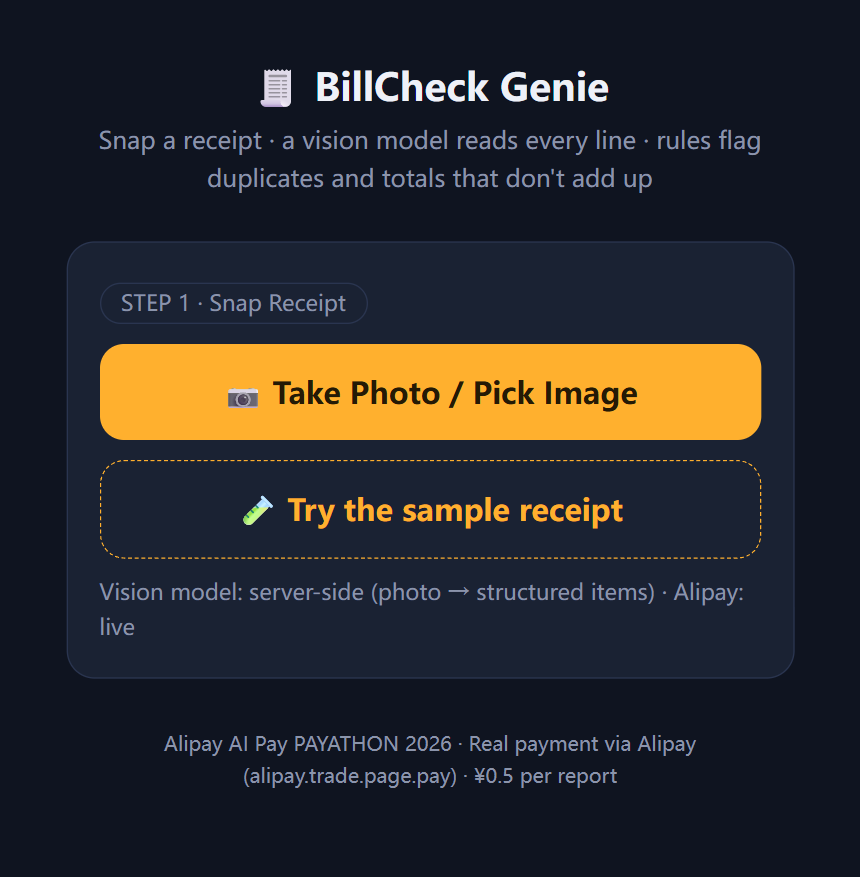 BillCheck Genie
Snap a receipt · a vision model reads every line · rules flag
duplicates and totals that don't add up
STEP 1 · Snap Receipt
Take Photo / Pick Image
Try the sample receipt
Vision model: server-side (photo → structured items) · Alipay:
live
Alipay AI Pay PAYATHON 2026 · Real payment via Alipay
(alipay.trade.page.pay) · ¥0.5 per report